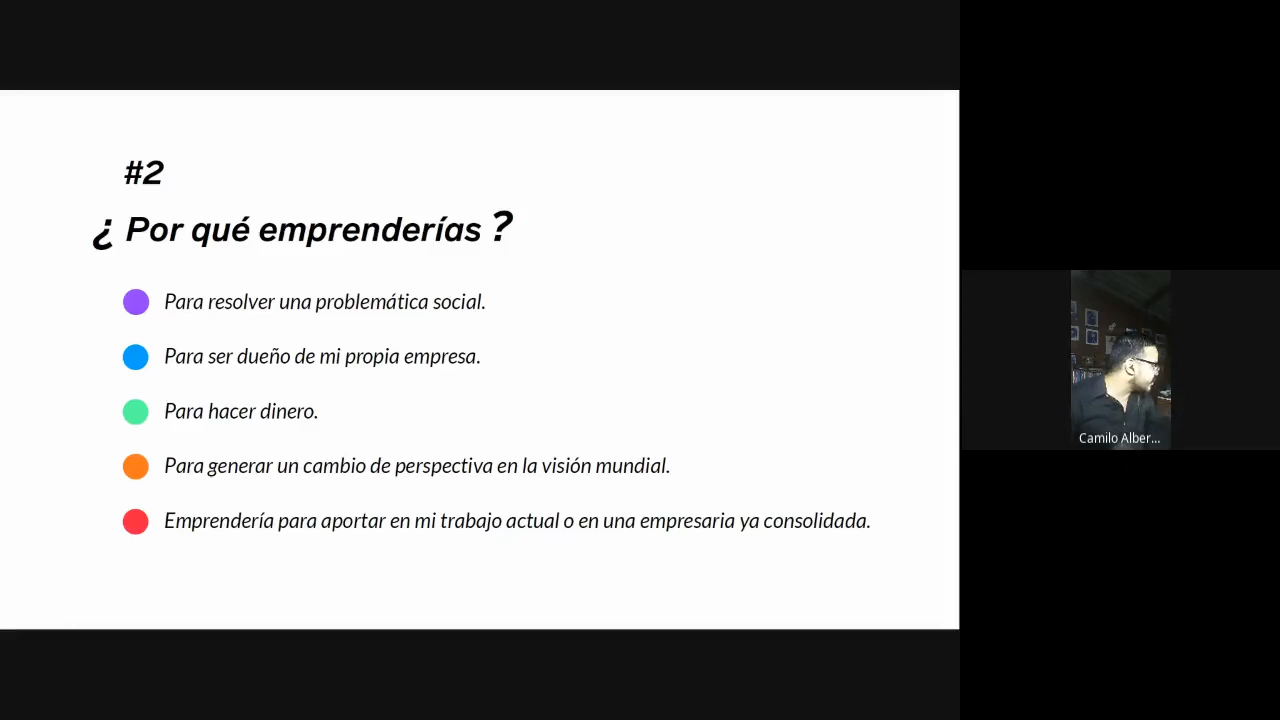 #2
¿ Por qué emprenderías ?
Para resolver una problemática social.
Para ser dueño de mi propia empresa.
Para hacer dinero.
Para generar un cambio de perspectiva en la visión mundial.
Emprendería para aportar en mi trabajo actual o en una empresaria ya consolidada.
Camilo Alber...